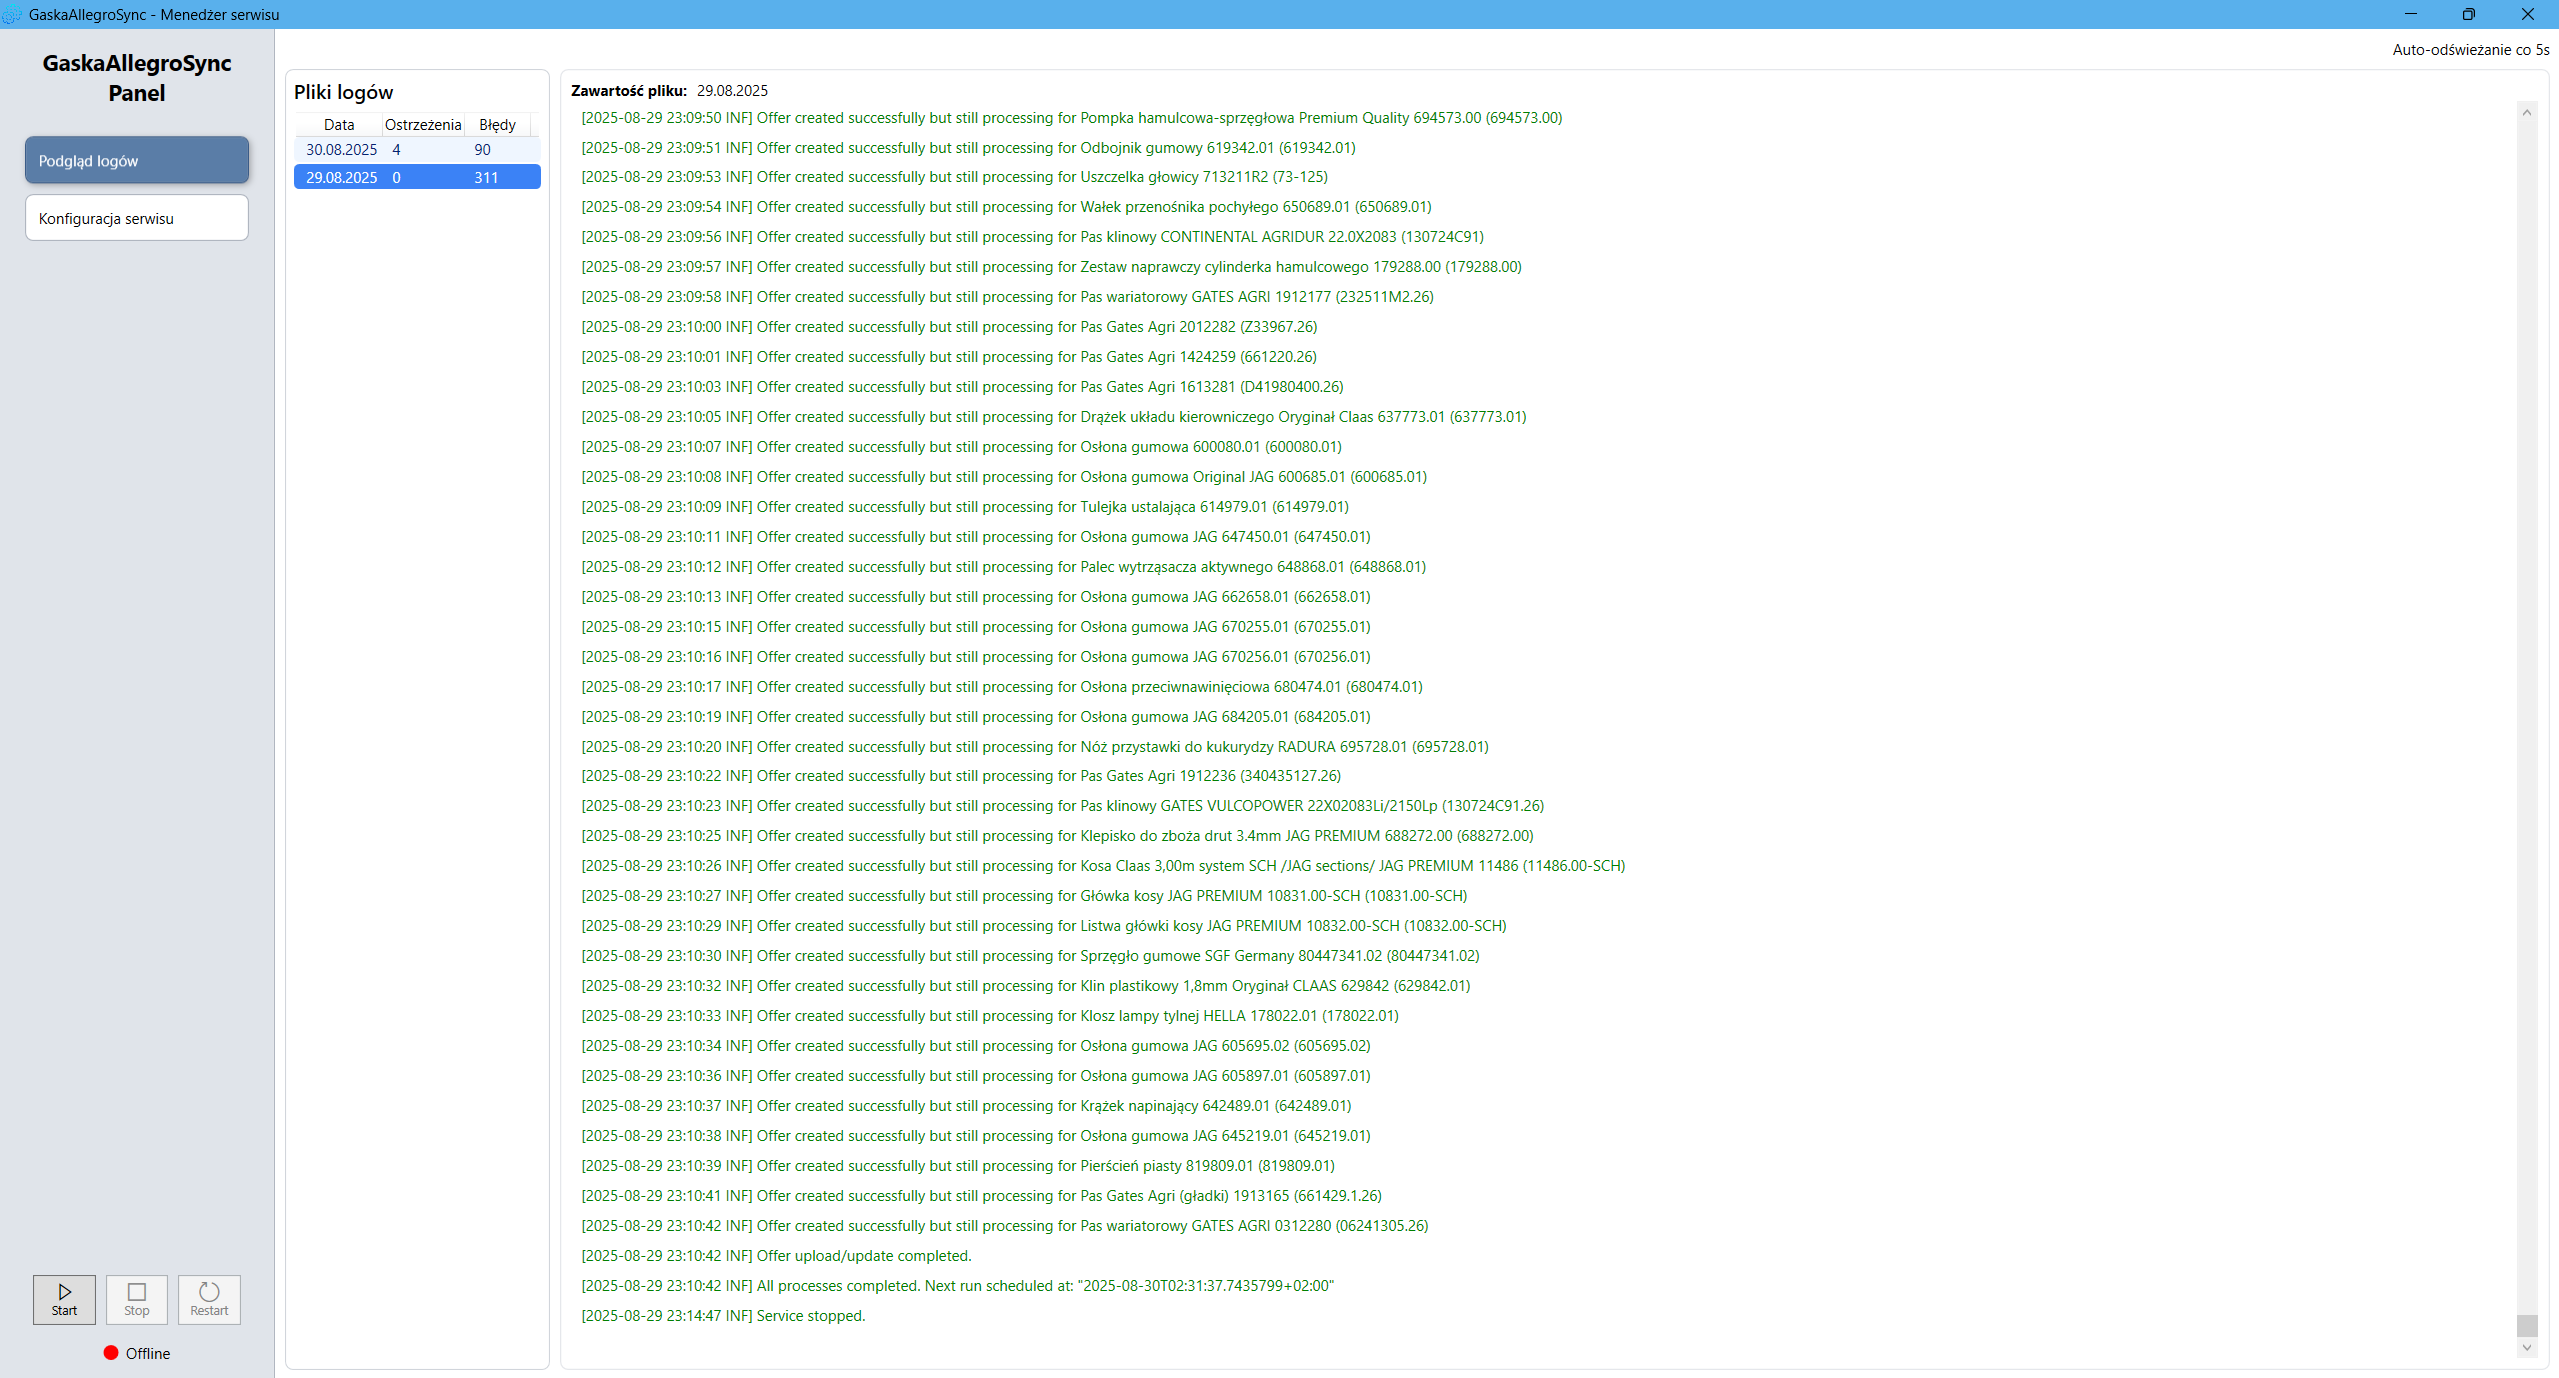 GaskaAllegroSync - Menedżer serwisu
GaskaAllegroSync
Panel
Podgląd logów
Konfiguracja serwisu
Start
Stop
Restart
Offline
Auto-odświeżanie co 5s
Pliki logów
Data Ostrzeżenia Błędy
30.08.2025 4 90
29.08.2025 0 311
Zawartość pliku: 29.08.2025
[2025-08-29 23:09:50 INF] Offer created successfully but still processing for Pompka hamulcowa-sprzęgłowa Premium Quality 694573.00 (694573.00)
[2025-08-29 23:09:51 INF] Offer created successfully but still processing for Odbojnik gumowy 619342.01 (619342.01)
[2025-08-29 23:09:53 INF] Offer created successfully but still processing for Uszczelka głowicy 713211R2 (73-125)
[2025-08-29 23:09:54 INF] Offer created successfully but still processing for Wałek przenośnika pochyłego 650689.01 (650689.01)
[2025-08-29 23:09:56 INF] Offer created successfully but still processing for Pas klinowy CONTINENTAL AGRIDUR 22.0X2083 (130724C91)
[2025-08-29 23:09:57 INF] Offer created successfully but still processing for Zestaw naprawczy cylinderka hamulcowego 179288.00 (179288.00)
[2025-08-29 23:09:58 INF] Offer created successfully but still processing for Pas wariatorowy GATES AGRI 1912177 (232511M2.26)
[2025-08-29 23:10:00 INF] Offer created successfully but still processing for Pas Gates Agri 2012282 (Z33967.26)
[2025-08-29 23:10:01 INF] Offer created successfully but still processing for Pas Gates Agri 1424259 (661220.26)
[2025-08-29 23:10:03 INF] Offer created successfully but still processing for Pas Gates Agri 1613281 (D41980400.26)
[2025-08-29 23:10:05 INF] Offer created successfully but still processing for Drążek układu kierowniczego Oryginał Claas 637773.01 (637773.01)
[2025-08-29 23:10:07 INF] Offer created successfully but still processing for Osłona gumowa 600080.01 (600080.01)
[2025-08-29 23:10:08 INF] Offer created successfully but still processing for Osłona gumowa Original JAG 600685.01 (600685.01)
[2025-08-29 23:10:09 INF] Offer created successfully but still processing for Tulejka ustalająca 614979.01 (614979.01)
[2025-08-29 23:10:11 INF] Offer created successfully but still processing for Osłona gumowa JAG 647450.01 (647450.01)
[2025-08-29 23:10:12 INF] Offer created successfully but still processing for Palec wytrząsacza aktywnego 648868.01 (648868.01)
[2025-08-29 23:10:13 INF] Offer created successfully but still processing for Osłona gumowa JAG 662658.01 (662658.01)
[2025-08-29 23:10:15 INF] Offer created successfully but still processing for Osłona gumowa JAG 670255.01 (670255.01)
[2025-08-29 23:10:16 INF] Offer created successfully but still processing for Osłona gumowa JAG 670256.01 (670256.01)
[2025-08-29 23:10:17 INF] Offer created successfully but still processing for Osłona przeciwnawinięciowa 680474.01 (680474.01)
[2025-08-29 23:10:19 INF] Offer created successfully but still processing for Osłona gumowa JAG 684205.01 (684205.01)
[2025-08-29 23:10:20 INF] Offer created successfully but still processing for Nóż przystawki do kukurydzy RADURA 695728.01 (695728.01)
[2025-08-29 23:10:22 INF] Offer created successfully but still processing for Pas Gates Agri 1912236 (340435127.26)
[2025-08-29 23:10:23 INF] Offer created successfully but still processing for Pas klinowy GATES VULCOPOWER 22X02083Li/2150Lp (130724C91.26)
[2025-08-29 23:10:25 INF] Offer created successfully but still processing for Klepisko do zboża drut 3.4mm JAG PREMIUM 688272.00 (688272.00)
[2025-08-29 23:10:26 INF] Offer created successfully but still processing for Kosa Claas 3,00m system SCH /JAG sections/ JAG PREMIUM 11486 (11486.00-SCH)
[2025-08-29 23:10:27 INF] Offer created successfully but still processing for Główka kosy JAG PREMIUM 10831.00-SCH (10831.00-SCH)
[2025-08-29 23:10:29 INF] Offer created successfully but still processing for Listwa główki kosy JAG PREMIUM 10832.00-SCH (10832.00-SCH)
[2025-08-29 23:10:30 INF] Offer created successfully but still processing for Sprzęgło gumowe SGF Germany 80447341.02 (80447341.02)
[2025-08-29 23:10:32 INF] Offer created successfully but still processing for Klin plastikowy 1,8mm Oryginał CLAAS 629842 (629842.01)
[2025-08-29 23:10:33 INF] Offer created successfully but still processing for Klosz lampy tylnej HELLA 178022.01 (178022.01)
[2025-08-29 23:10:34 INF] Offer created successfully but still processing for Osłona gumowa JAG 605695.02 (605695.02)
[2025-08-29 23:10:36 INF] Offer created successfully but still processing for Osłona gumowa JAG 605897.01 (605897.01)
[2025-08-29 23:10:37 INF] Offer created successfully but still processing for Krążek napinający 642489.01 (642489.01)
[2025-08-29 23:10:38 INF] Offer created successfully but still processing for Osłona gumowa JAG 645219.01 (645219.01)
[2025-08-29 23:10:39 INF] Offer created successfully but still processing for Pierścień piasty 819809.01 (819809.01)
[2025-08-29 23:10:41 INF] Offer created successfully but still processing for Pas Gates Agri (gładki) 1913165 (661429.1.26)
[2025-08-29 23:10:42 INF] Offer created successfully but still processing for Pas wariatorowy GATES AGRI 0312280 (06241305.26)
[2025-08-29 23:10:42 INF] Offer upload/update completed.
[2025-08-29 23:10:42 INF] All processes completed. Next run scheduled at: "2025-08-30T02:31:37.7435799+02:00"
[2025-08-29 23:14:47 INF] Service stopped.